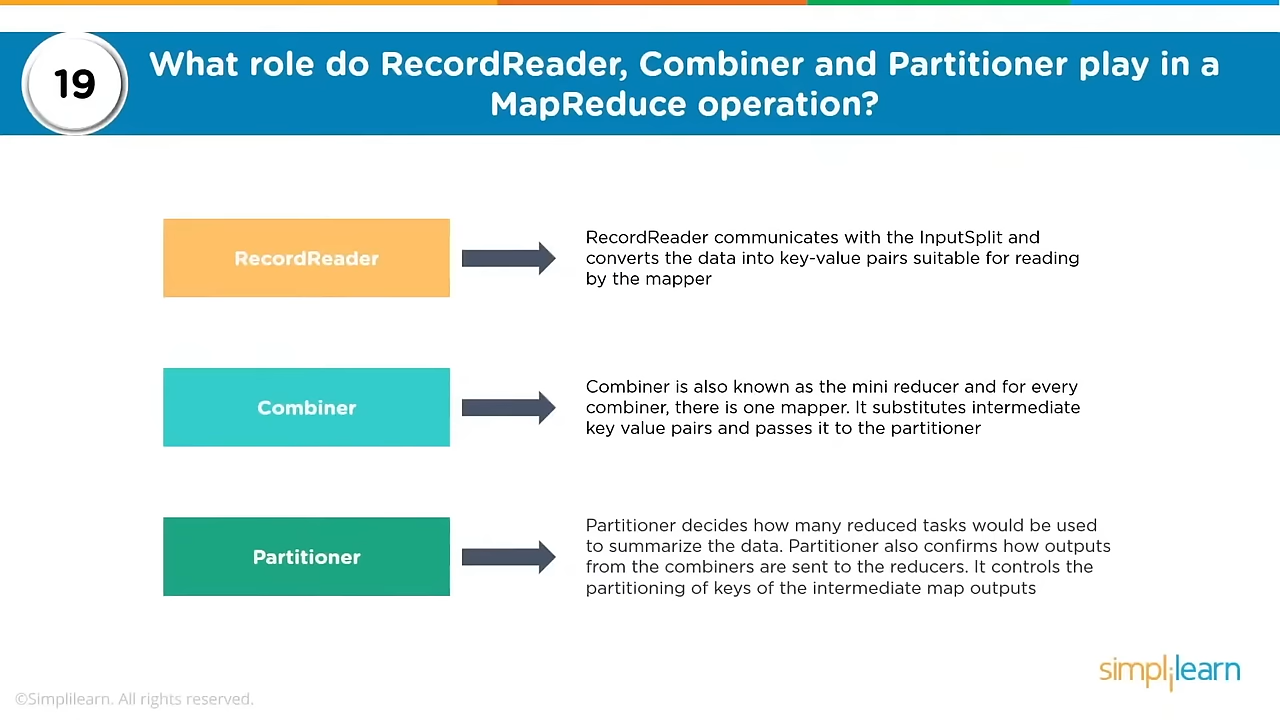 19
What role do RecordReader, Combiner and Partitioner play in a
MapReduce operation?
RecordReader
RecordReader communicates with the InputSplit and
converts the data into key-value pairs suitable for reading
by the mapper
Combiner
Combiner is also known as the mini reducer and for every
combiner, there is one mapper. It substitutes intermediate
key value pairs and passes it to the partitioner
Partitioner
Partitioner decides how many reduced tasks would be used
to summarize the data. Partitioner also confirms how outputs
from the combiners are sent to the reducers. It controls the
partitioning of keys of the intermediate map outputs
simplilearn
©Simplilearn. All rights reserved.